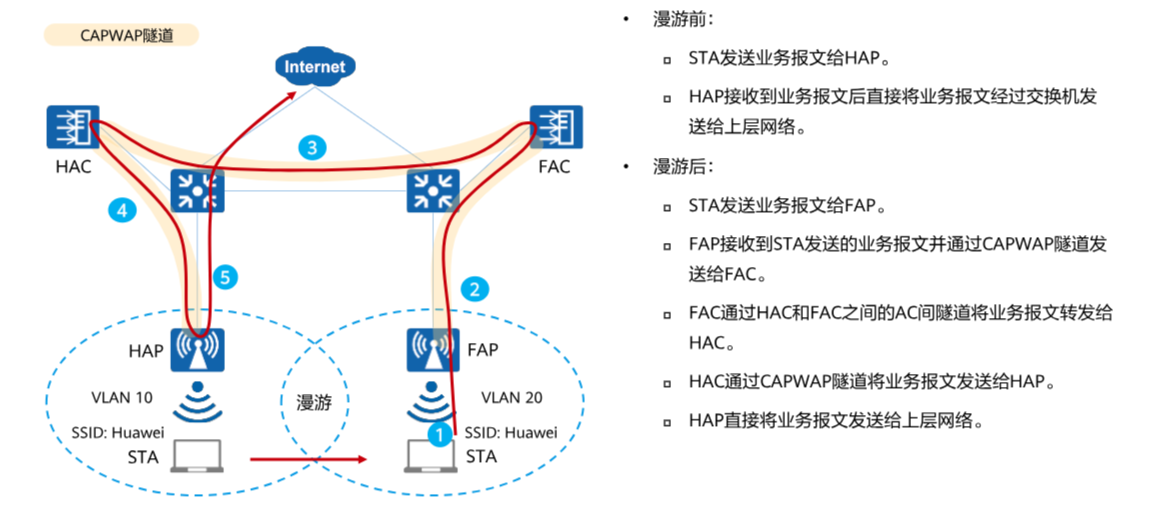 CAPWAP隧道
Internet
HAC
FAC
3
4
5
2
HAP
FAP
VLAN 10
漫游
VLAN 20
SSID: Huawei
1
SSID: Huawei
STA
STA
• 漫游前：
STA发送业务报文给HAP。
HAP接收到业务报文后直接将业务报文经过交换机发
送给上层网络。
• 漫游后：
STA发送业务报文给FAP。
FAP接收到STA发送的业务报文并通过CAPWAP隧道发
送给FAC。
FAC通过HAC和FAC之间的AC间隧道将业务报文转发给
HAC。
HAC通过CAPWAP隧道将业务报文发送给HAP。
HAP直接将业务报文发送给上层网络。